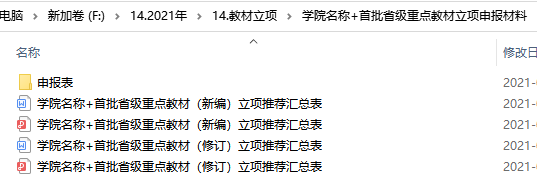 电脑 > 新加卷 (F:) > 14.2021年 > 14.教材立项 > 学院名称+首批省级重点教材立项申报材料
名称 修改日
申报表 2021-0
学院名称+首批省级重点教材（新编）立项推荐汇总表 2021-0
学院名称+首批省级重点教材（新编）立项推荐汇总表 2021-0
学院名称+首批省级重点教材（修订）立项推荐汇总表 2021-0
学院名称+首批省级重点教材（修订）立项推荐汇总表 2021-0